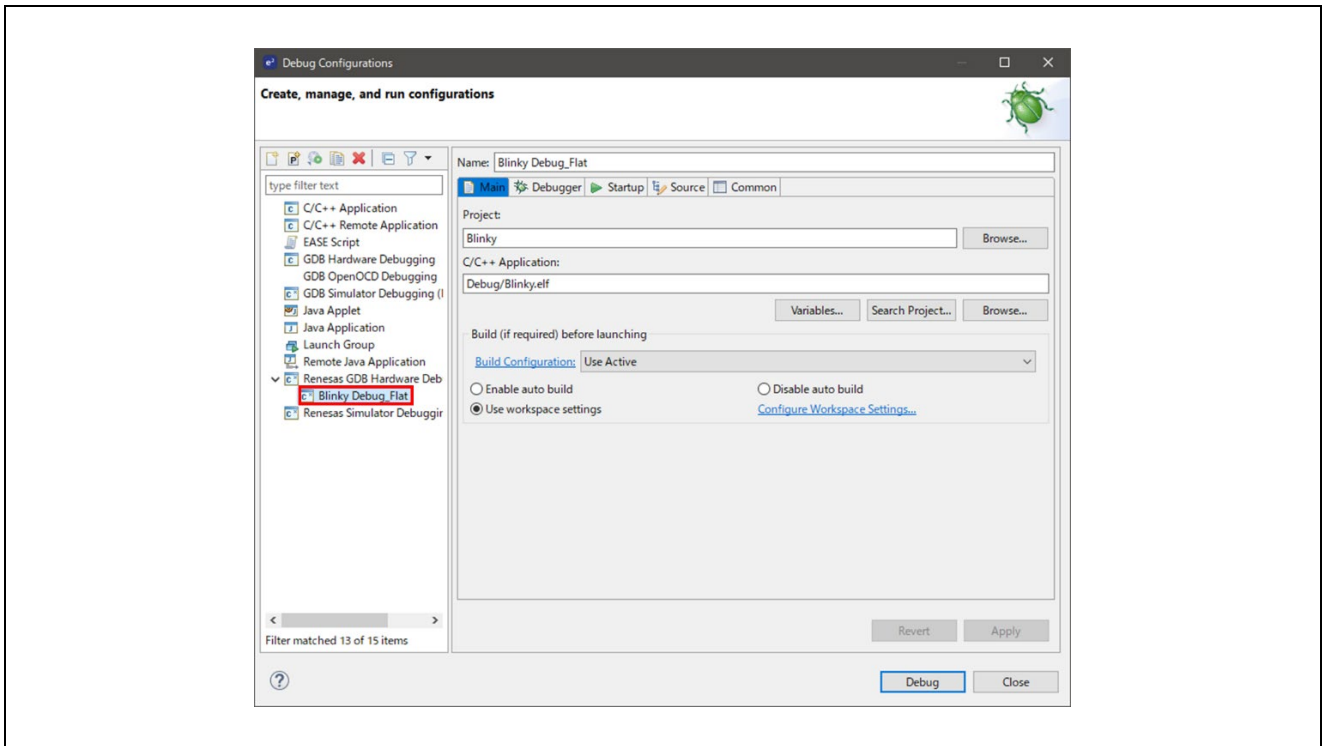 Debug Configurations
Create, manage, and run configurations
type filter text
C/C++ Application
C/C++ Remote Application
EASE Script
GDB Hardware Debugging
GDB OpenOCD Debugging
GDB Simulator Debugging (
Java Applet
Java Application
Launch Group
Remote Java Application
Renesas GDB Hardware Deb
Blinky Debug_Flat
Renesas Simulator Debuggin
Filter matched 13 of 15 items
Name: Blinky Debug_Flat
Main Debugger Startup Source Common
Project:
Blinky Browse...
C/C++ Application:
Debug/Blinky.elf
Variables... Search Project... Browse...
Build (if required) before launching
Build Configuration: Use Active
Enable auto build Disable auto build
Use workspace settings Configure Workspace Settings...
Revert Apply
Debug Close